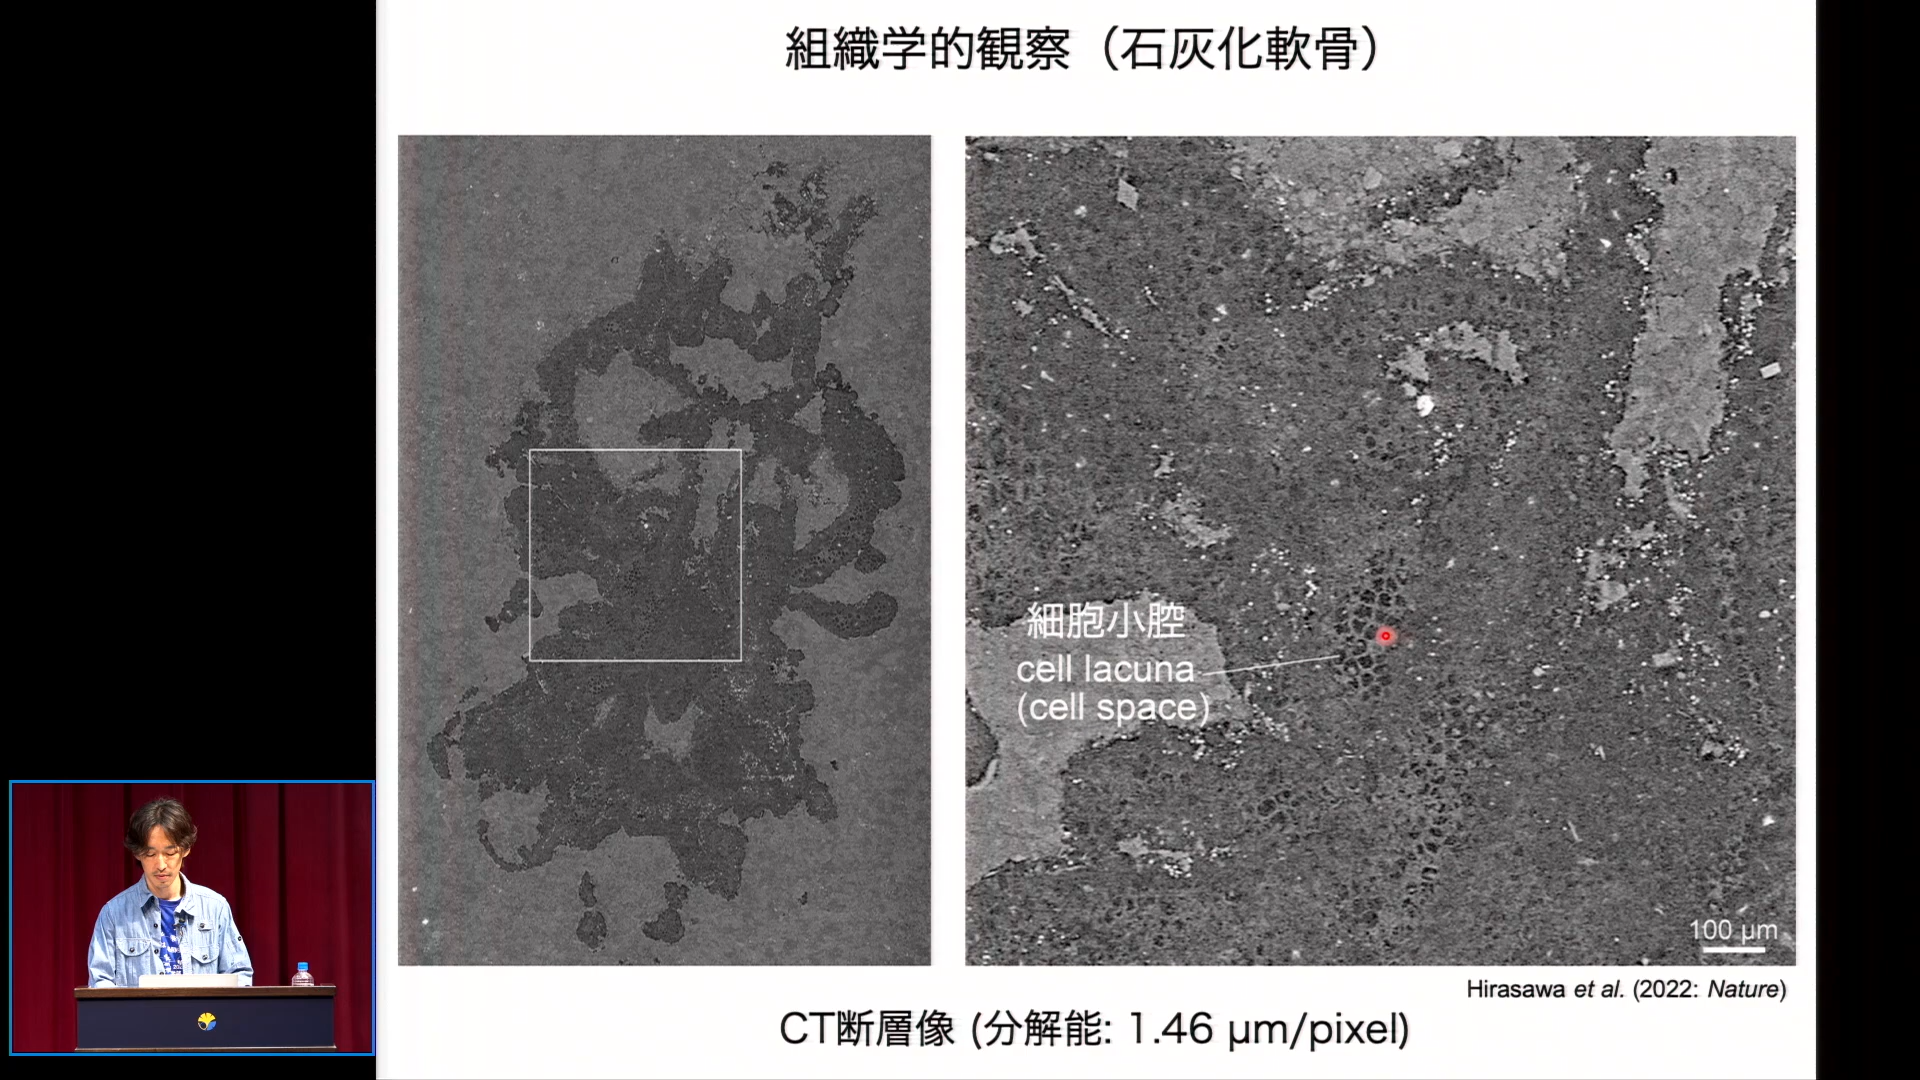 組織学的観察（石灰化軟骨）
細胞小腔
cell lacuna
(cell space)
100 µm
Hirasawa et al. (2022: Nature)
CT断層像 (分解能: 1.46 µm/pixel)